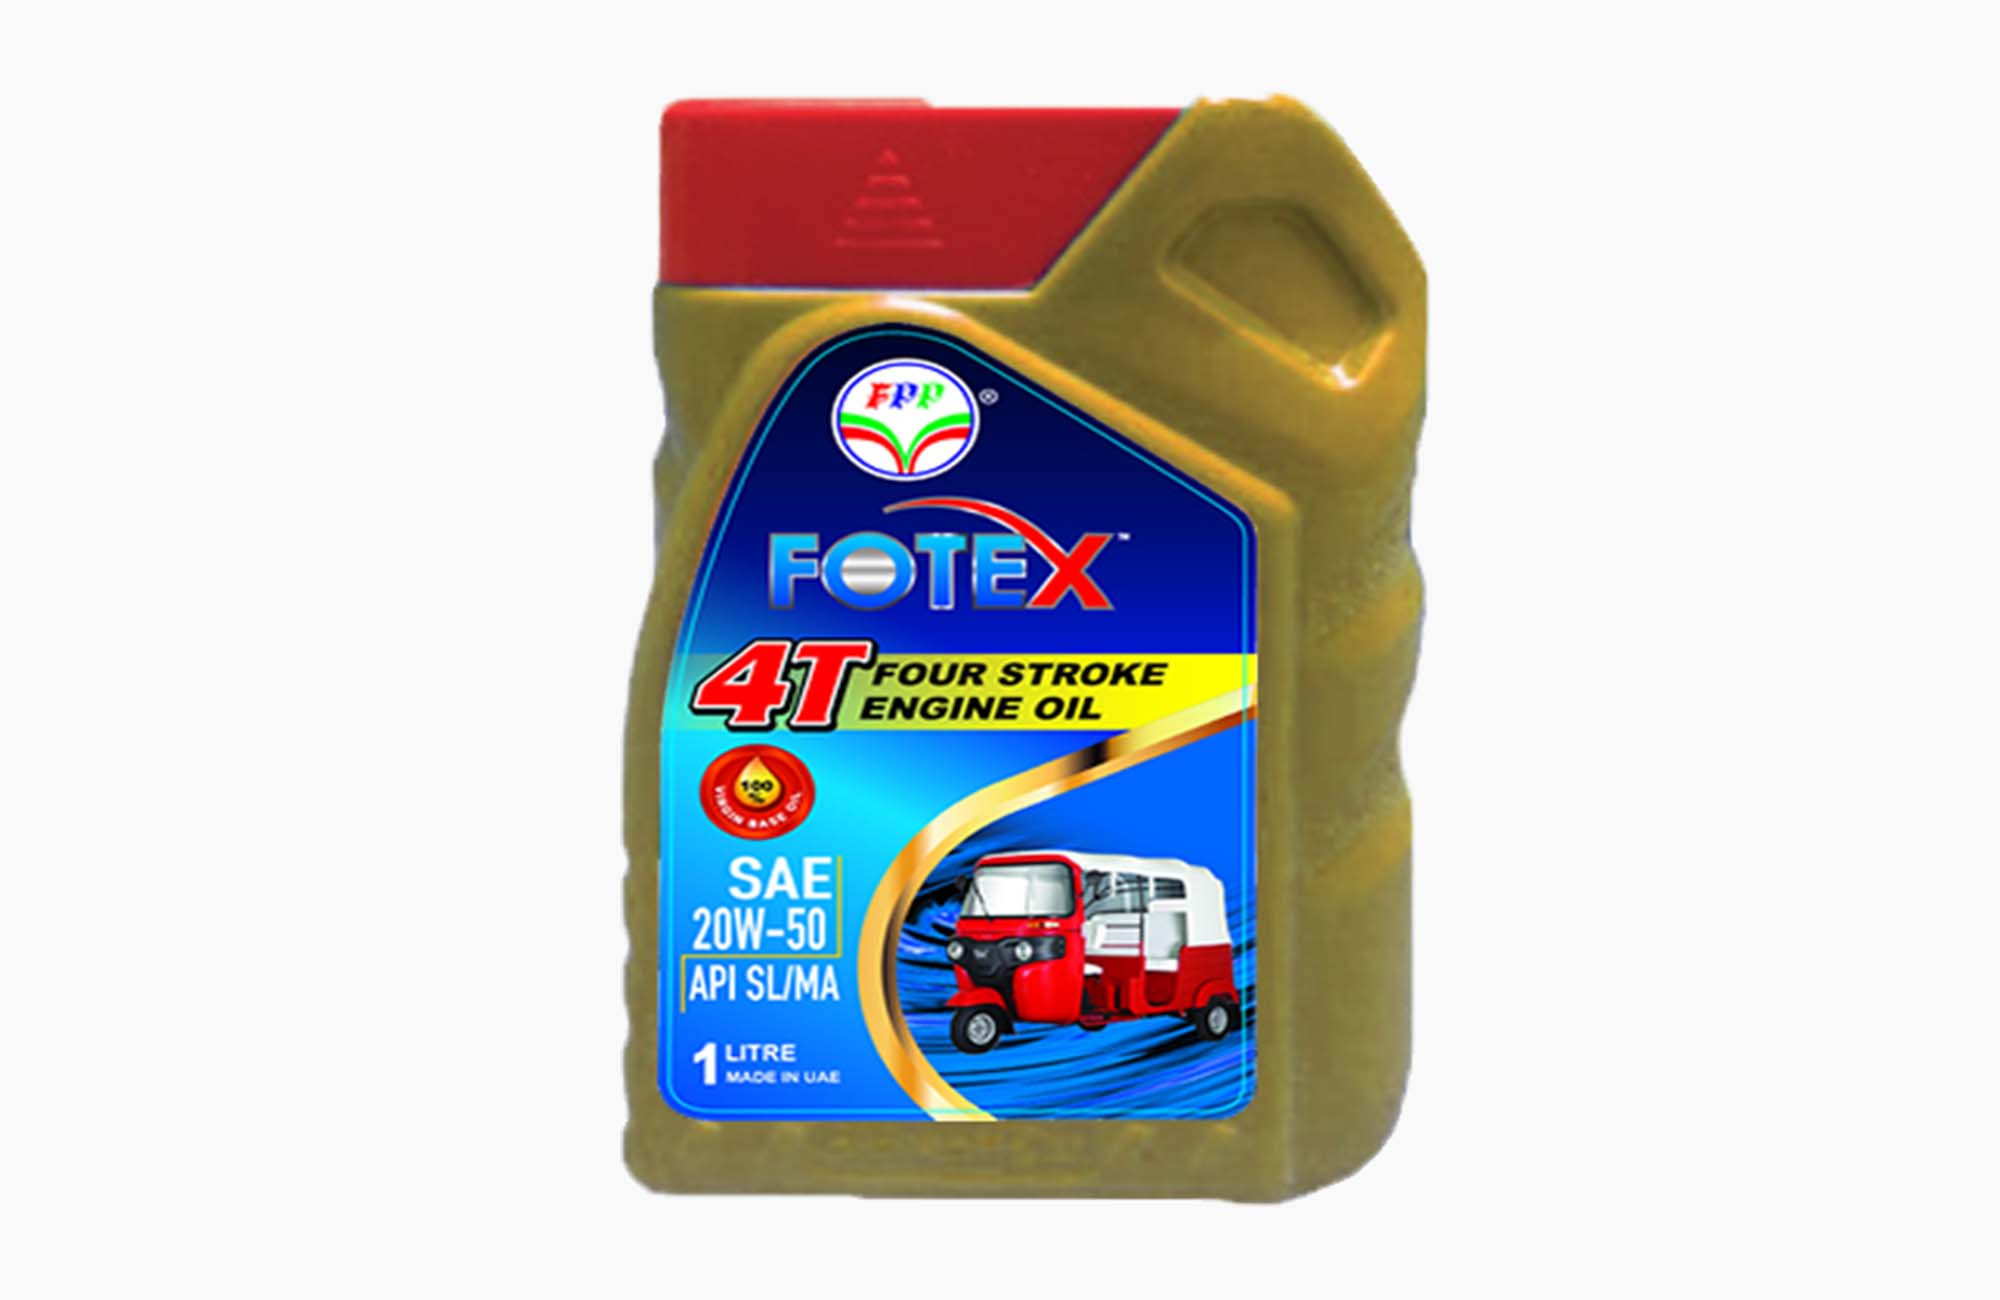 FPP ®
FOTEX™
4T FOUR STROKE
ENGINE OIL
100
%
VIRGIN BASE OIL
SAE
20W-50
API SL/MA
1 LITRE
MADE IN UAE